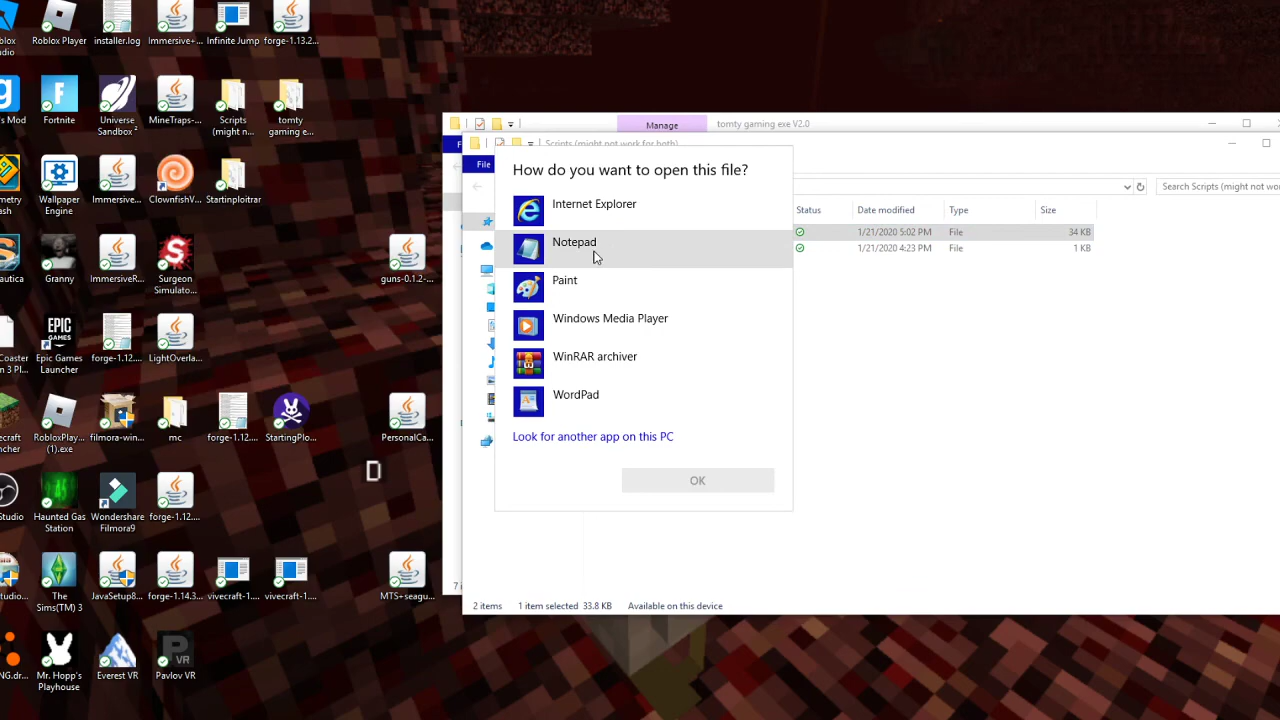 Roblox Player
installer.log
Immersive+...
Infinite Jump
forge-1.13.2...
Fortnite
Universe
Sandbox ²
MineTraps-...
Scripts
(might n...
tomty
gaming e...
Wallpaper
Engine
Immersive...
ClownfishV...
Startinploitrar
Granny
ImmersiveR...
Surgeon
Simulato...
guns-0.1.2-...
EPIC
GAMES
Epic Games
Launcher
forge-1.12...
LightOverla...
RobloxPlay...
(1).exe
filmora-win...
mc
forge-1.12....
StartingPlo...
PersonalCa...
Haunted Gas
Station
Wondershare
Filmora9
forge-1.12....
The
Sims(TM) 3
JavaSetup8...
forge-1.14.3...
vivecraft-1....
vivecraft-1....
MTS+seagu...
Mr. Hopp's
Playhouse
Everest VR
Pavlov VR
Manage
tomty gaming exe V2.0
Scripts (might not work for both)
File
Search Scripts (might not wo
Status
Date modified
Type
Size
1/21/2020 5:02 PM
File
34 KB
1/21/2020 4:23 PM
File
1 KB
How do you want to open this file?
Internet Explorer
Notepad
Paint
Windows Media Player
WinRAR archiver
WordPad
Look for another app on this PC
OK
2 items
1 item selected 33.8 KB
Available on this device